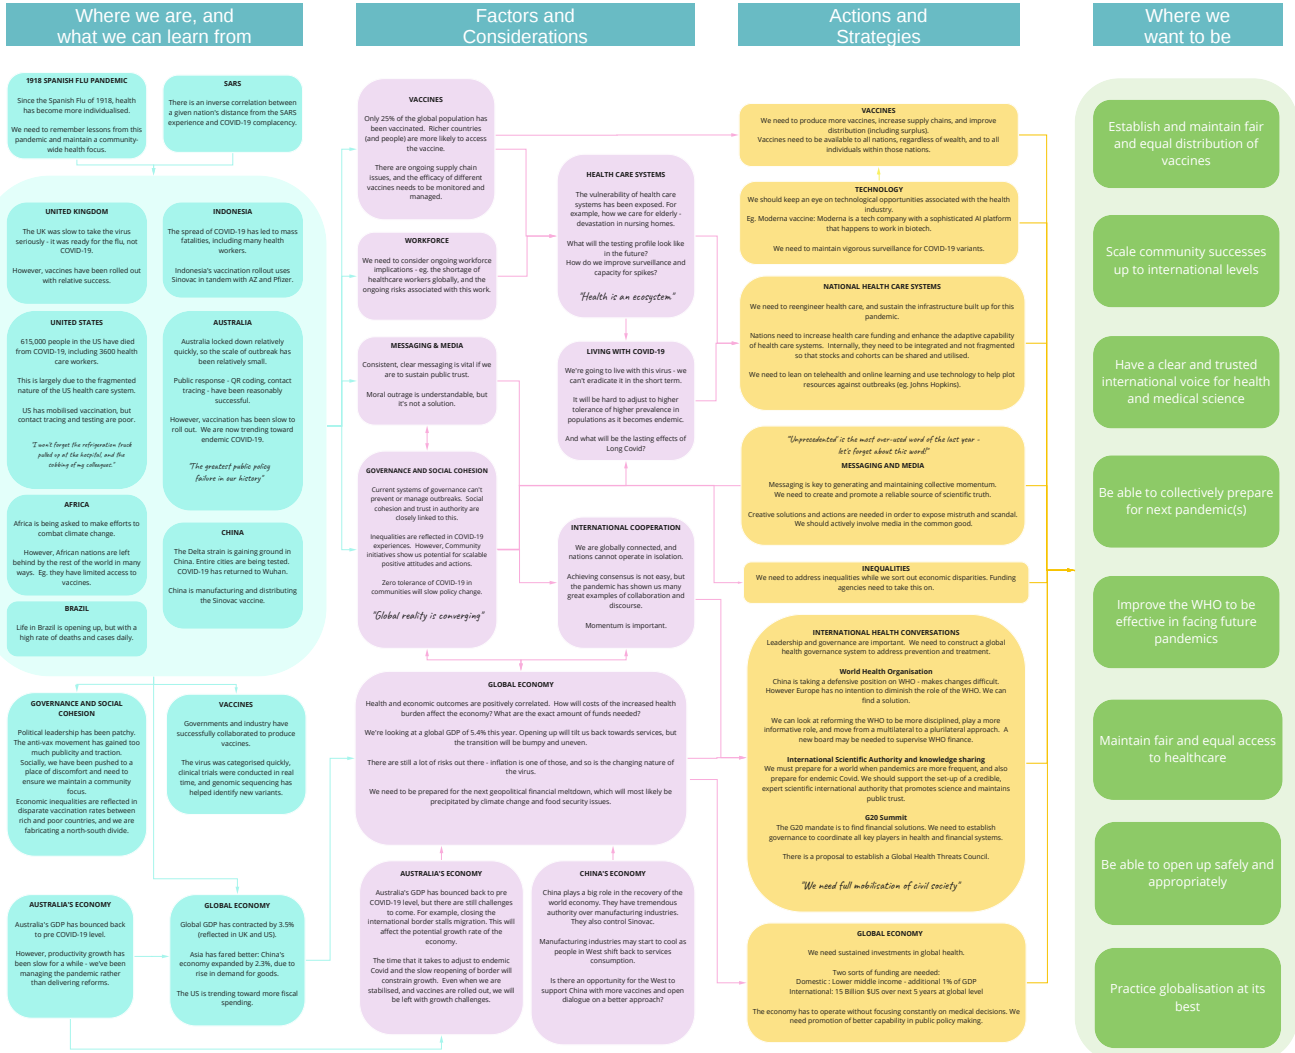 Where we are, and
what we can learn from
Factors and
Considerations
Actions and
Strategies
Where we
want to be
1918 SPANISH FLU PANDEMIC
Since the Spanish Flu of 1918, health
has become more individualised.
We need to remember lessons from this
pandemic and maintain a community-
wide health focus.
SARS
There is an inverse correlation between
a given nation's distance from the SARS
experience and COVID-19 complacency.
UNITED KINGDOM
The UK was slow to take the virus
seriously - it was ready for the flu, not
COVID-19.
However, vaccines have been rolled out
with relative success.
INDONESIA
The spread of COVID-19 has led to mass
fatalities, including many health
workers.
Indonesia's vaccination rollout uses
Sinovac in tandem with AZ and Pfizer.
UNITED STATES
615,000 people in the US have died
from COVID-19, including 3600 health
care workers.
This is largely due to the fragmented
nature of the US health care system.
US has mobilised vaccination, but
contact tracing and testing are poor.
"I won't forget the refrigeration truck
pulled up at the hospital, and the
sobbing of my colleagues."
AUSTRALIA
Australia locked down relatively
quickly, so the scale of outbreak has
been relatively small.
Public response - QR coding, contact
tracing - have been reasonably
successful.
However, vaccination has been slow to
roll out. We are now trending toward
endemic COVID-19.
"The greatest public policy
failure in our history"
AFRICA
Africa is being asked to make efforts to
combat climate change.
However, African nations are left
behind by the rest of the world in many
ways. Eg. they have limited access to
vaccines.
CHINA
The Delta strain is gaining ground in
China. Entire cities are being tested.
COVID-19 has returned to Wuhan.
China is manufacturing and distributing
the Sinovac vaccine.
BRAZIL
Life in Brazil is opening up, but with a
high rate of deaths and cases daily.
GOVERNANCE AND SOCIAL
COHESION
Political leadership has been patchy.
The anti-vax movement has gained too
much publicity and traction.
Socially, we have been pushed to a
place of discomfort and need to
ensure we maintain a community
focus.
Economic inequalities are reflected in
disparate vaccination rates between
rich and poor countries, and we are
fabricating a north-south divide.
VACCINES
Governments and industry have
successfully collaborated to produce
vaccines.
The virus was categorised quickly,
clinical trials were conducted in real
time, and genomic sequencing has
helped identify new variants.
AUSTRALIA'S ECONOMY
Australia's GDP has bounced back
to pre COVID-19 level.
However, productivity growth has
been slow for a while - we've been
managing the pandemic rather
than delivering reforms.
GLOBAL ECONOMY
Global GDP has contracted by 3.5%
(reflected in UK and US).
Asia has fared better: China's
economy expanded by 2.3%, due to
rise in demand for goods.
The US is trending toward more fiscal
spending.
VACCINES
Only 25% of the global population has
been vaccinated. Richer countries
(and people) are more likely to access
the vaccine.
There are ongoing supply chain
issues, and the efficacy of different
vaccines needs to be monitored and
managed.
WORKFORCE
We need to consider ongoing workforce
implications - eg. the shortage of
healthcare workers globally, and the
ongoing risks associated with this work.
MESSAGING & MEDIA
Consistent, clear messaging is vital if we
are to sustain public trust.
Moral outrage is understandable, but
it's not a solution.
GOVERNANCE AND SOCIAL COHESION
Current systems of governance can't
prevent or manage outbreaks. Social
cohesion and trust in authority are
closely linked to this.
Inequalities are reflected in COVID-19
experiences. However, Community
initiatives show us potential for scalable
positive attitudes and actions.
Zero tolerance of COVID-19 in
communities will slow policy change.
"Global reality is converging"
HEALTH CARE SYSTEMS
The vulnerability of health care
systems has been exposed. For
example, how we care for elderly -
devastation in nursing homes.
What will the testing profile look like
in the future?
How do we improve surveillance and
capacity for spikes?
"Health is an ecosystem"
LIVING WITH COVID-19
We're going to live with this virus - we
can't eradicate it in the short term.
It will be hard to adjust to higher
tolerance of higher prevalence in
populations as it becomes endemic.
And what will be the lasting effects of
Long Covid?
INTERNATIONAL COOPERATION
We are globally connected, and
nations cannot operate in isolation.
Achieving consensus is not easy, but
the pandemic has shown us many
great examples of collaboration and
discourse.
Momentum is important.
GLOBAL ECONOMY
Health and economic outcomes are positively correlated. How will costs of the increased health
burden affect the economy? What are the exact amount of funds needed?
We're looking at a global GDP of 5.4% this year. Opening up will tilt us back towards services, but
the transition will be bumpy and uneven.
There are still a lot of risks out there - inflation is one of those, and so is the changing nature of
the virus.
We need to be prepared for the next geopolitical financial meltdown, which will most likely be
precipitated by climate change and food security issues.
AUSTRALIA'S ECONOMY
Australia's GDP has bounced back to pre
COVID-19 level, but there are still challenges
to come. For example, closing the
international border stalls migration. This will
affect the potential growth rate of the
economy.
The time that it takes to adjust to endemic
Covid and the slow reopening of border will
constrain growth. Even when we are
stabilised, and vaccines are rolled out, we will
be left with growth challenges.
CHINA'S ECONOMY
China plays a big role in the recovery of the
world economy. They have tremendous
authority over manufacturing industries.
They also control Sinovac.
Manufacturing industries may start to cool as
people in West shift back to services
consumption.
Is there an opportunity for the West to
support China with more vaccines and open
dialogue on a better approach?
VACCINES
We need to produce more vaccines, increase supply chains, and improve
distribution (including surplus).
Vaccines need to be available to all nations, regardless of wealth, and to all
individuals within those nations.
TECHNOLOGY
We should keep an eye on technological opportunities associated with the health
industry.
Eg. Moderna vaccine: Moderna is a tech company with a sophisticated AI platform
that happens to work in biotech.
We need to maintain vigorous surveillance for COVID-19 variants.
NATIONAL HEALTH CARE SYSTEMS
We need to reengineer health care, and sustain the infrastructure built up for this
pandemic.
Nations need to increase health care funding and enhance the adaptive capability
of health care systems. Internally, they need to be integrated and not fragmented
so that stocks and cohorts can be shared and utilised.
We need to lean on telehealth and online learning and use technology to help plot
resources against outbreaks (eg. Johns Hopkins).
"'Unprecedented' is the most over-used word of the last year -
let's forget about this word!"
MESSAGING AND MEDIA
Messaging is key to generating and maintaining collective momentum.
We need to create and promote a reliable source of scientific truth.
Creative solutions and actions are needed in order to expose mistrust and scandal.
We should actively involve media in the common good.
INEQUALITIES
We need to address inequalities while we sort out economic disparities. Funding
agencies need to take this on.
INTERNATIONAL HEALTH CONVERSATIONS
Leadership and governance are important. We need to construct a global
health governance system to address prevention and treatment.
World Health Organisation
China is taking a defensive position on WHO - makes changes difficult.
However Europe has no intention to diminish the role of the WHO. We can
find a solution.
We can look at reforming the WHO to be more disciplined, play a more
informative role, and move from a multilateral to a plurilateral approach. A
new board may be needed to supervise WHO finance.
International Scientific Authority and knowledge sharing
We must prepare for a world when pandemics are more frequent, and also
prepare for endemic Covid. We should support the set-up of a credible,
expert scientific international authority that promotes science and maintains
public trust.
G20 Summit
The G20 mandate is to find financial solutions. We need to establish
governance to coordinate all key players in health and financial systems.
There is a proposal to establish a Global Health Threats Council.
"We need full mobilisation of civil society"
GLOBAL ECONOMY
We need sustained investments in global health.
Two sorts of funding are needed:
Domestic : Lower middle income - additional 1% of GDP
International: 15 Billion $US over next 5 years at global level
The economy has to operate without focusing constantly on medical decisions. We
need promotion of better capability in public policy making.
Establish and maintain fair
and equal distribution of
vaccines
Scale community successes
up to international levels
Have a clear and trusted
international voice for health
and medical science
Be able to collectively prepare
for next pandemic(s)
Improve the WHO to be
effective in facing future
pandemics
Maintain fair and equal access
to healthcare
Be able to open up safely and
appropriately
Practice globalisation at its
best